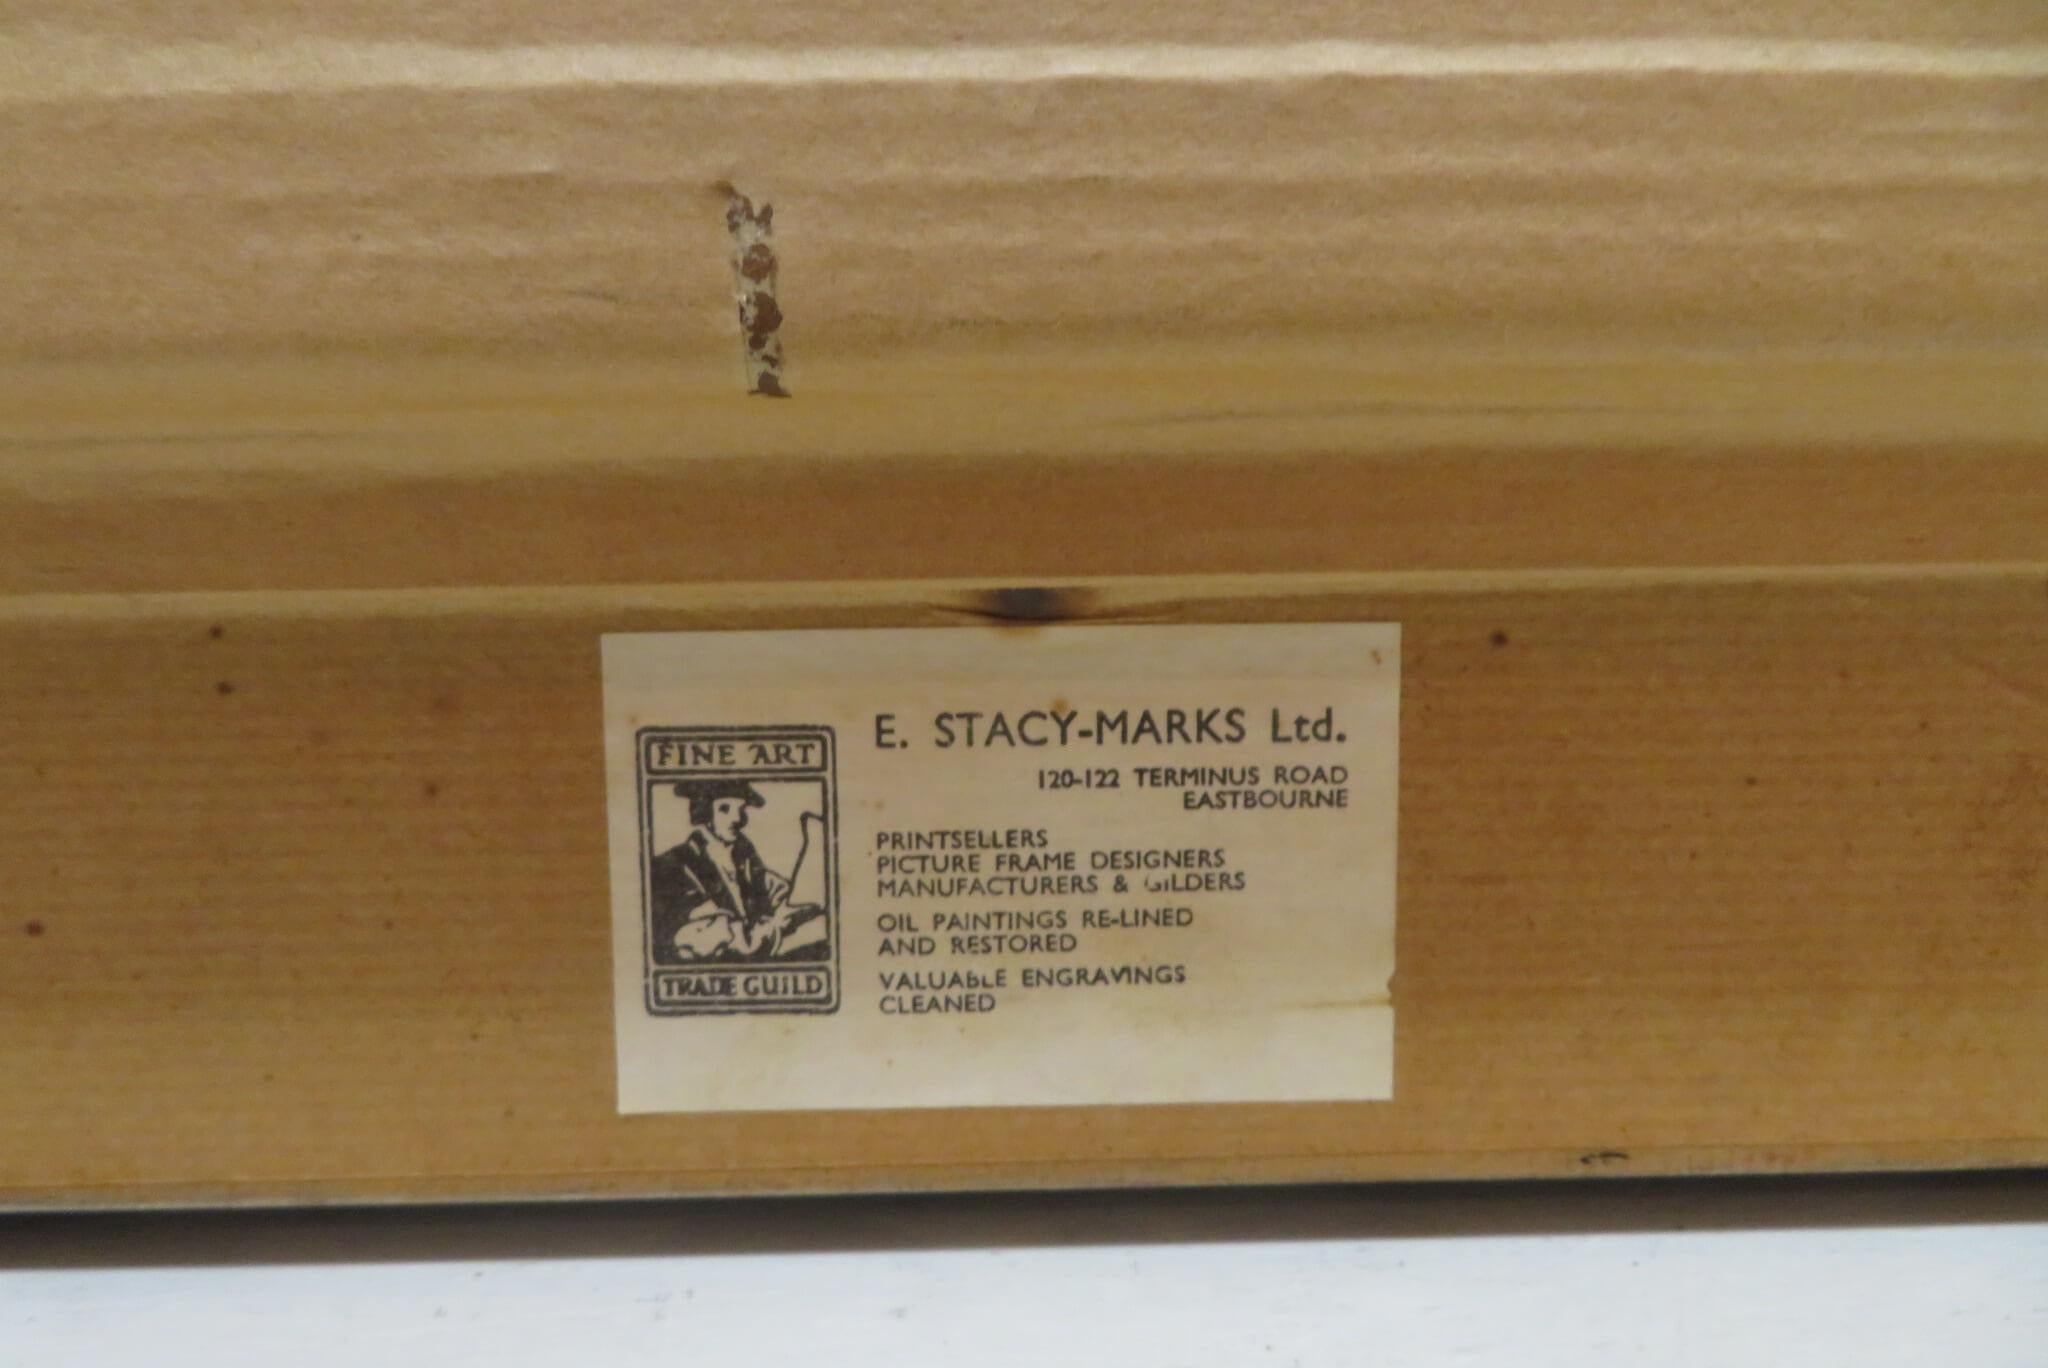 FINE ART
TRADE GUILD
E. STACY-MARKS Ltd.
120-122 TERMINUS ROAD
EASTBOURNE
PRINTSELLERS
PICTURE FRAME DESIGNERS
MANUFACTURERS & GILDERS
OIL PAINTINGS RE-LINED
AND RESTORED
VALUABLE ENGRAVINGS
CLEANED